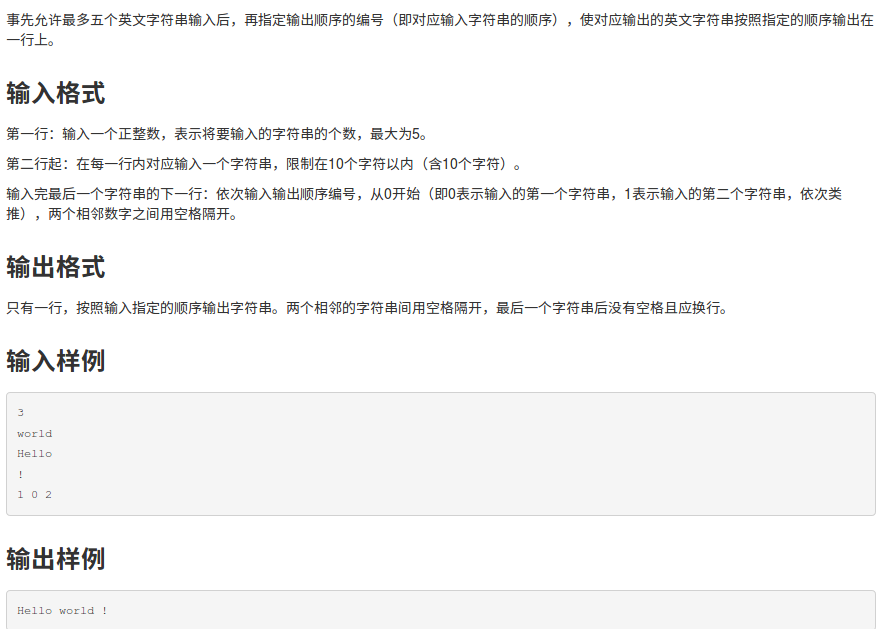 事先允许最多五个英文字符串输入后，再指定输出顺序的编号（即对应输入字符串的顺序），使对应输出的英文字符串按照指定的顺序输出在
一行上。
输入格式
第一行：输入一个正整数，表示将要输入的字符串的个数，最大为5。
第二行起：在每一行内对应输入一个字符串，限制在10个字符以内（含10个字符）。
输入完最后一个字符串的下一行：依次输入输出顺序编号，从0开始（即0表示输入的第一个字符串，1表示输入的第二个字符串，依次类
推），两个相邻数字之间用空格隔开。
输出格式
只有一行，按照输入指定的顺序输出字符串。两个相邻的字符串间用空格隔开，最后一个字符串后没有空格且应换行。
输入样例
3
world
Hello
!
1 0 2
输出样例
Hello world !